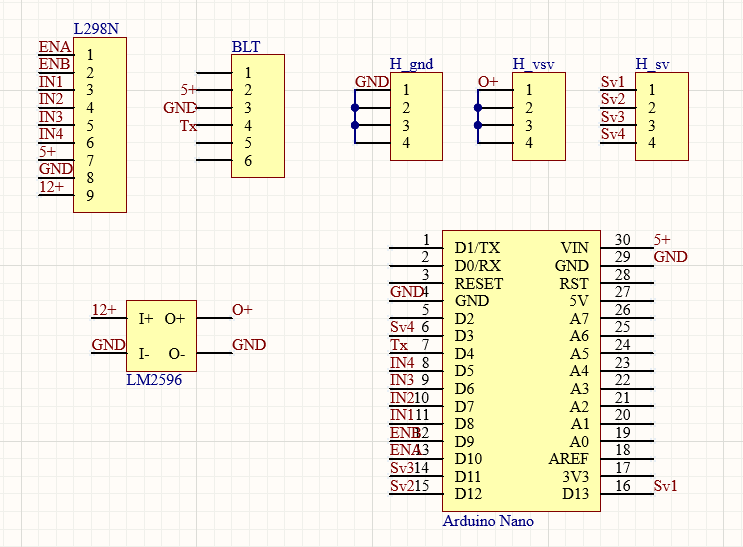 L298N
ENA 1
ENB 2
IN1 3
IN2 4
IN3 5
IN4 6
5+ 7
GND 8
12+ 9
BLT
1
5+ 2
GND 3
Tx 4
5
6
H_gnd
GND 1
2
3
4
H_vsv
O+ 1
2
3
4
H_sv
Sv1 1
Sv2 2
Sv3 3
Sv4 4
12+ I+ O+ O+
GND I- O- GND
LM2596
1 D1/TX VIN 30 5+
2 D0/RX GND 29 GND
3 RESET RST 28
GND 4 GND 5V 27
5 D2 A7 26
Sv4 6 D3 A6 25
Tx 7 D4 A5 24
IN4 8 D5 A4 23
IN3 9 D6 A3 22
IN2 10 D7 A2 21
IN1 11 D8 A1 20
ENB 12 D9 A0 19
ENA 13 D10 AREF 18
Sv3 14 D11 3V3 17
Sv2 15 D12 D13 16 Sv1
Arduino Nano